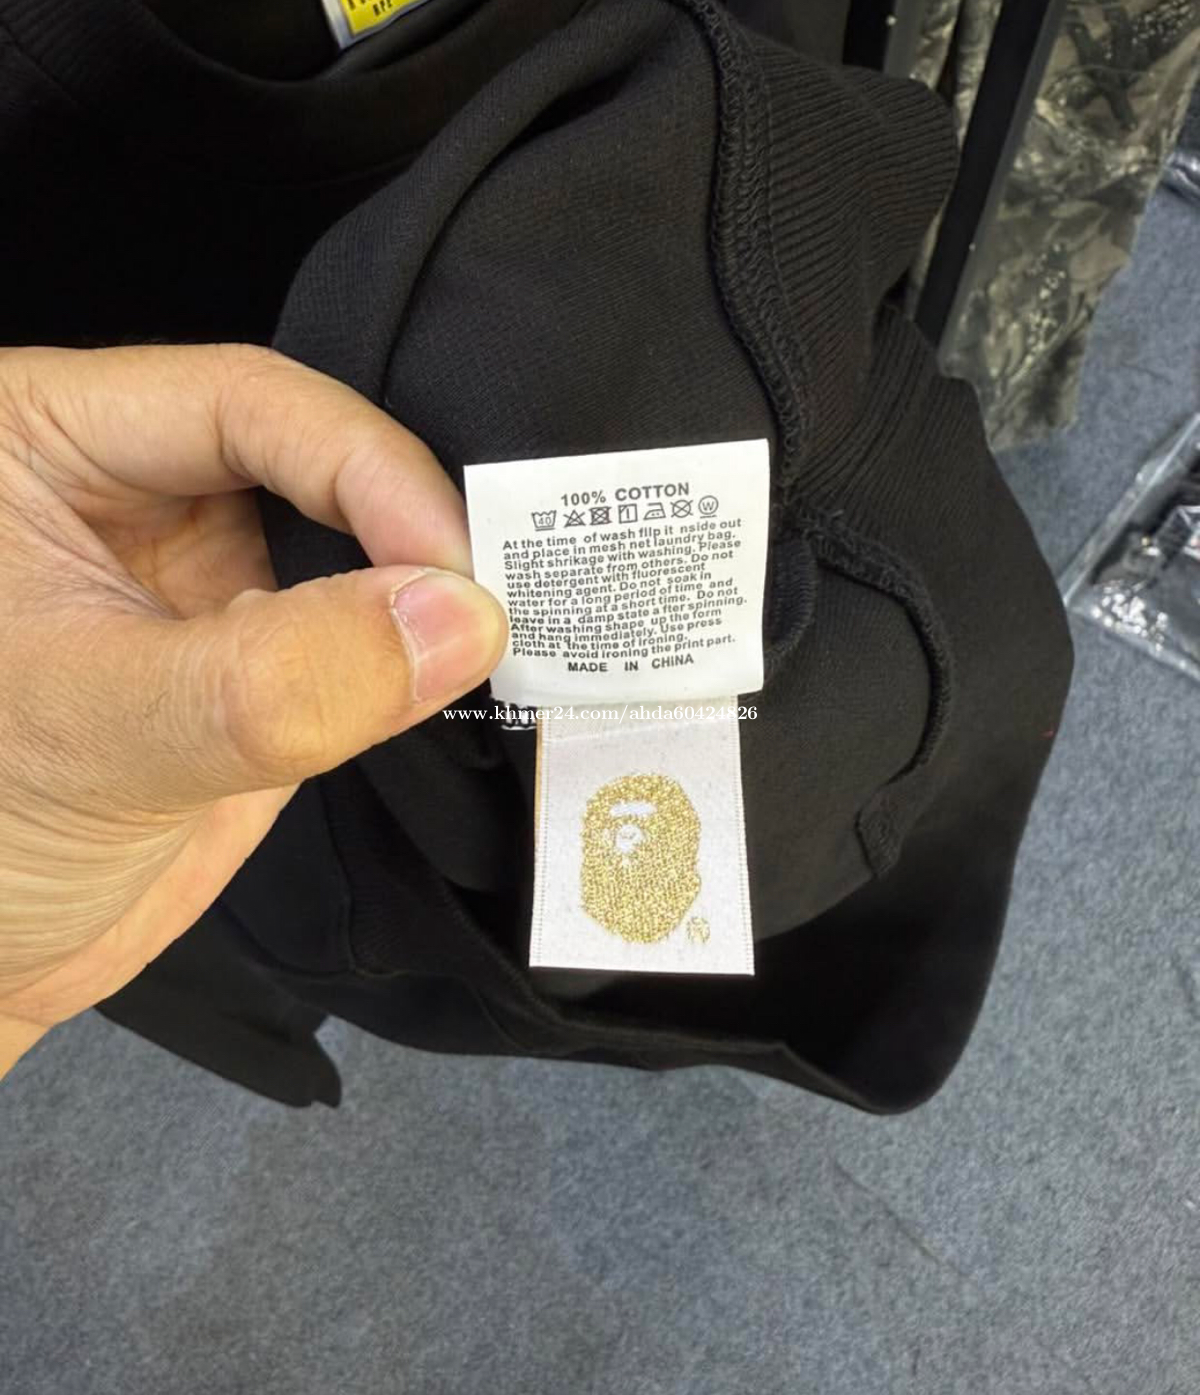 APE
100% COTTON
40 W
At the time of wash flip it nside out
and place in mesh net laundry bag.
Slight shrikage with washing. Please
wash separate from others. Do not
use detergent with fluorescent
whitening agent. Do not soak in
water for a long period of time and
the spinning at a short time. Do not
leave in a damp state a fter spinning.
After washing shape up the form
and hang immediately. Use press
cloth at the time of ironing.
Please avoid ironing the print part.
MADE IN CHINA
www.khmer24.com/ahda60424826